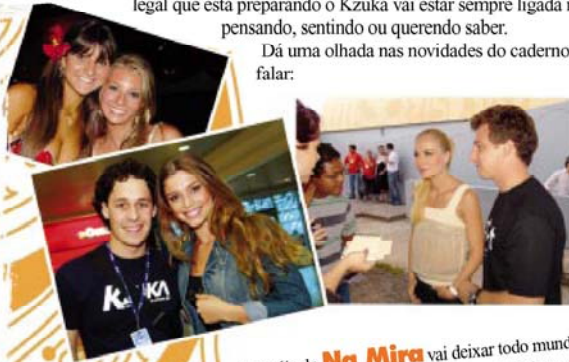 legal que está preparando o Kzuka vai estar sempre ligada
pensando, sentindo ou querendo saber.
Dá uma olhada nas novidades do caderno
falar:
KZUKA
Na Mira vai deixar todo mund